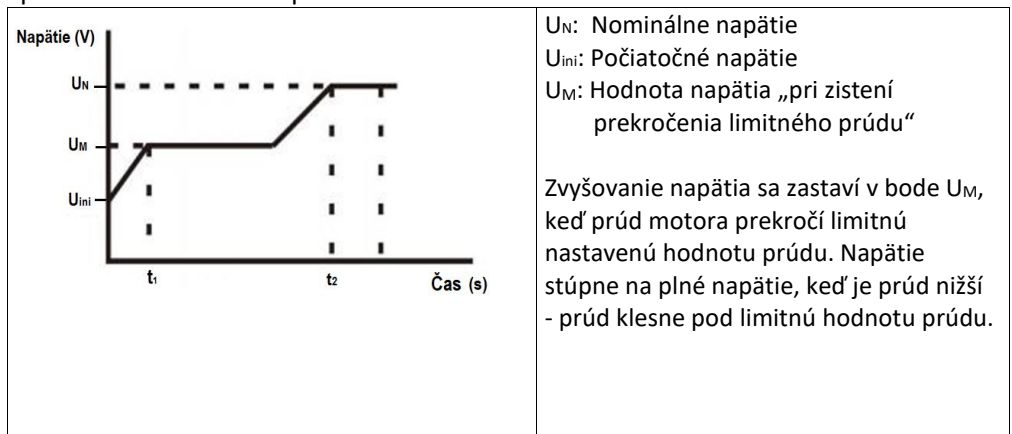 Napätie (V)
UN
UM
Uini
t1
t2
Čas (s)
UN: Nominálne napätie
Uini: Počiatočné napätie
UM: Hodnota napätia „pri zistení
prekročenia limitného prúdu“
Zvyšovanie napätia sa zastaví v bode UM,
keď prúd motora prekročí limitnú
nastavenú hodnotu prúdu. Napätie
stúpne na plné napätie, keď je prúd nižší
- prúd klesne pod limitnú hodnotu prúdu.